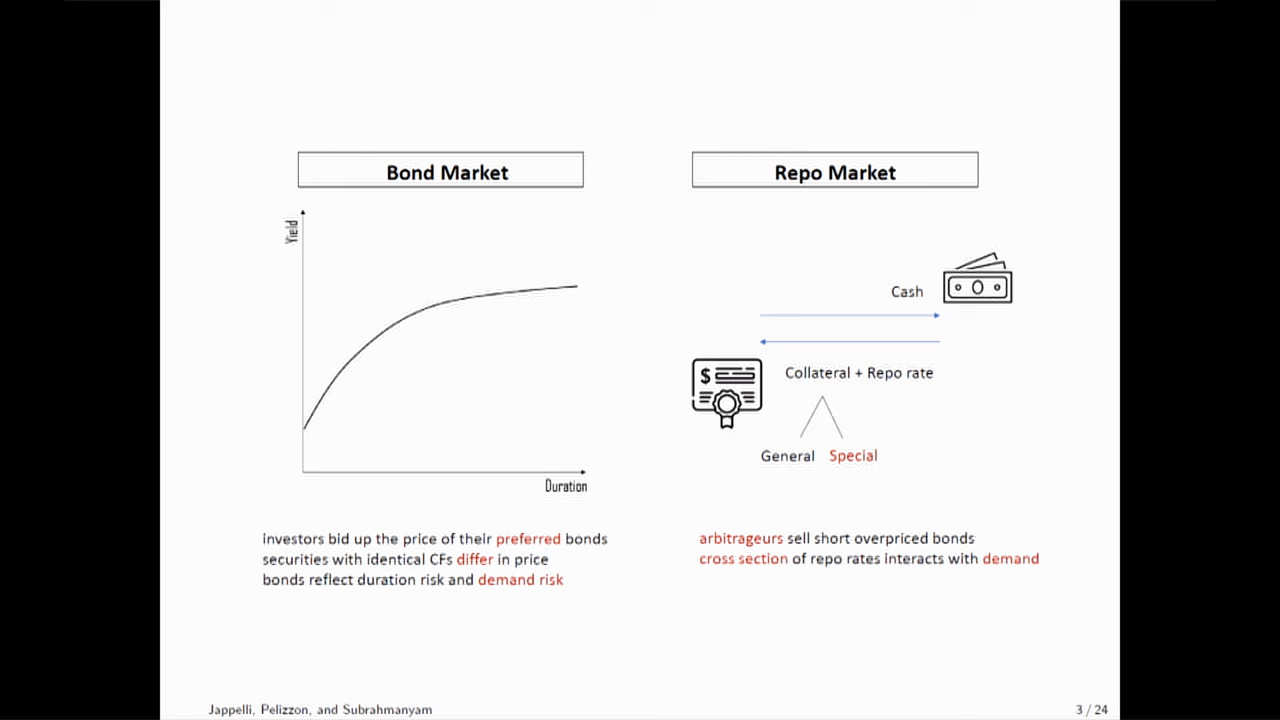 Bond Market
Yield
Duration
investors bid up the price of their preferred bonds
securities with identical CFs differ in price
bonds reflect duration risk and demand risk
Repo Market
Cash
$
Collateral + Repo rate
General Special
arbitrageurs sell short overpriced bonds
cross section of repo rates interacts with demand
Jappelli, Pelizzon, and Subrahmanyam
3 / 24